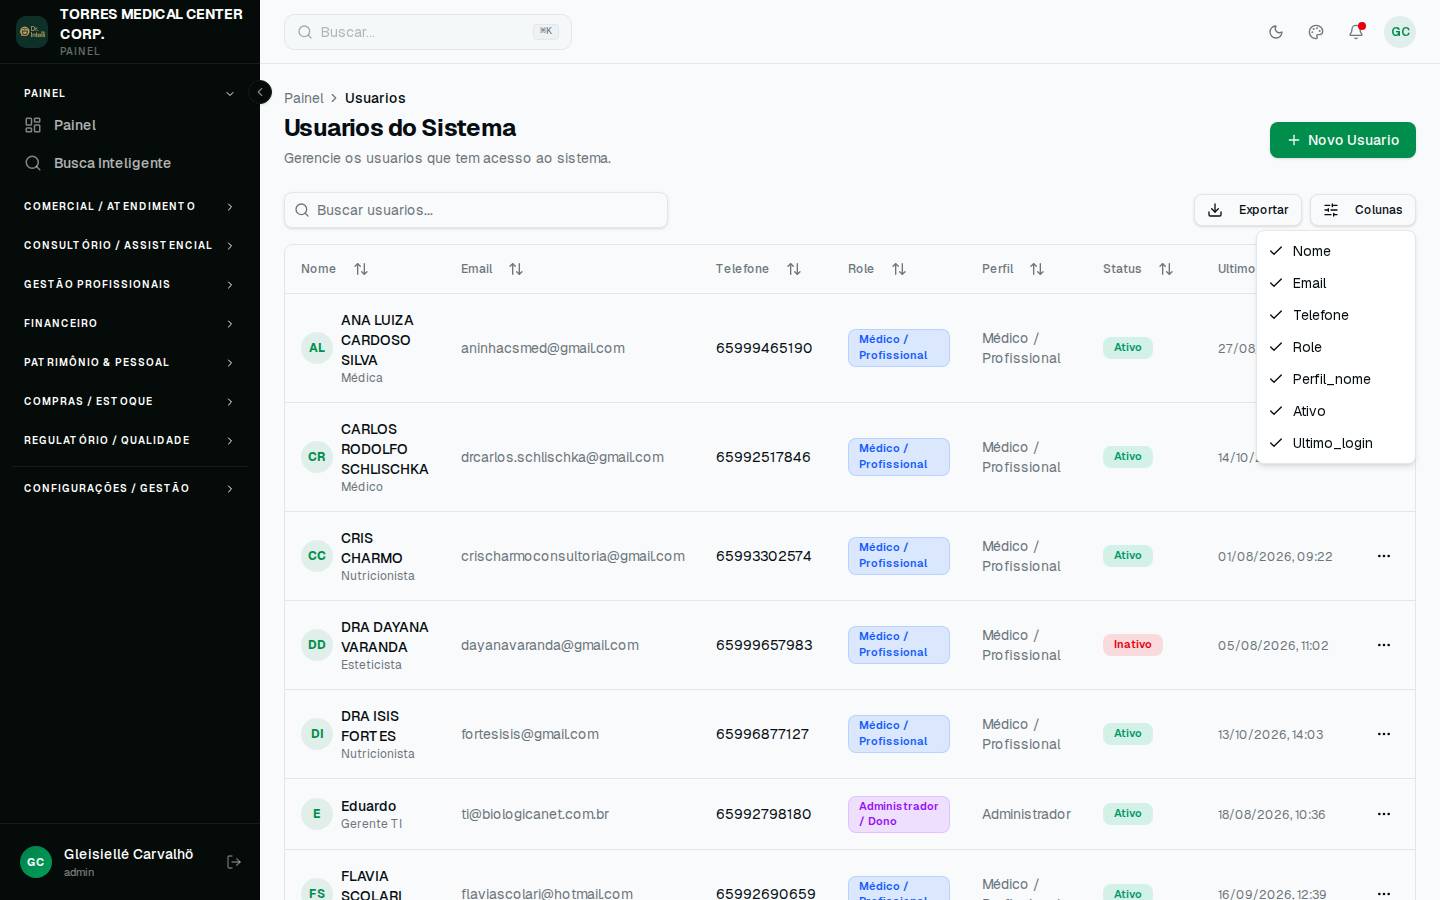 TORRES MEDICAL CENTER
CORP.
PAINEL
PAINEL
Painel
Busca Inteligente
COMERCIAL / ATENDIMENTO
CONSULTÓRIO / ASSISTENCIAL
GESTÃO PROFISSIONAIS
FINANCEIRO
PATRIMÔNIO & PESSOAL
COMPRAS / ESTOQUE
REGULATÓRIO / QUALIDADE
CONFIGURAÇÕES / GESTÃO
GC
Gleisiellé Carvalhö
admin
Buscar...
⌘K
GC
Painel > Usuarios
Usuarios do Sistema
Gerencie os usuarios que tem acesso ao sistema.
+ Novo Usuario
Buscar usuarios...
Exportar
Colunas
Nome
Email
Telefone
Role
Perfil_nome
Ativo
Ultimo_login
Nome Email Telefone Role Perfil Status Ultimo
AL
ANA LUIZA
CARDOSO
SILVA
Médica
aninhacsmed@gmail.com
65999465190
Médico /
Profissional
Médico /
Profissional
Ativo
27/08
CR
CARLOS
RODOLFO
SCHLISCHKA
Médico
drcarlos.schlischka@gmail.com
65992517846
Médico /
Profissional
Médico /
Profissional
Ativo
14/10/
CC
CRIS
CHARMO
Nutricionista
crischarmoconsultoria@gmail.com
65993302574
Médico /
Profissional
Médico /
Profissional
Ativo
01/08/2026, 09:22
DD
DRA DAYANA
VARANDA
Esteticista
dayanavaranda@gmail.com
65999657983
Médico /
Profissional
Médico /
Profissional
Inativo
05/08/2026, 11:02
DI
DRA ISIS
FORTES
Nutricionista
fortesisis@gmail.com
65996877127
Médico /
Profissional
Médico /
Profissional
Ativo
13/10/2026, 14:03
E
Eduardo
Gerente TI
ti@biologicanet.com.br
65992798180
Administrador
/ Dono
Administrador
Ativo
18/08/2026, 10:36
FS
FLAVIA
SCOLARI
flaviascolari@hotmail.com
65992690659
Médico /
Profissional
Médico /
Profissional
Ativo
16/09/2026, 12:39